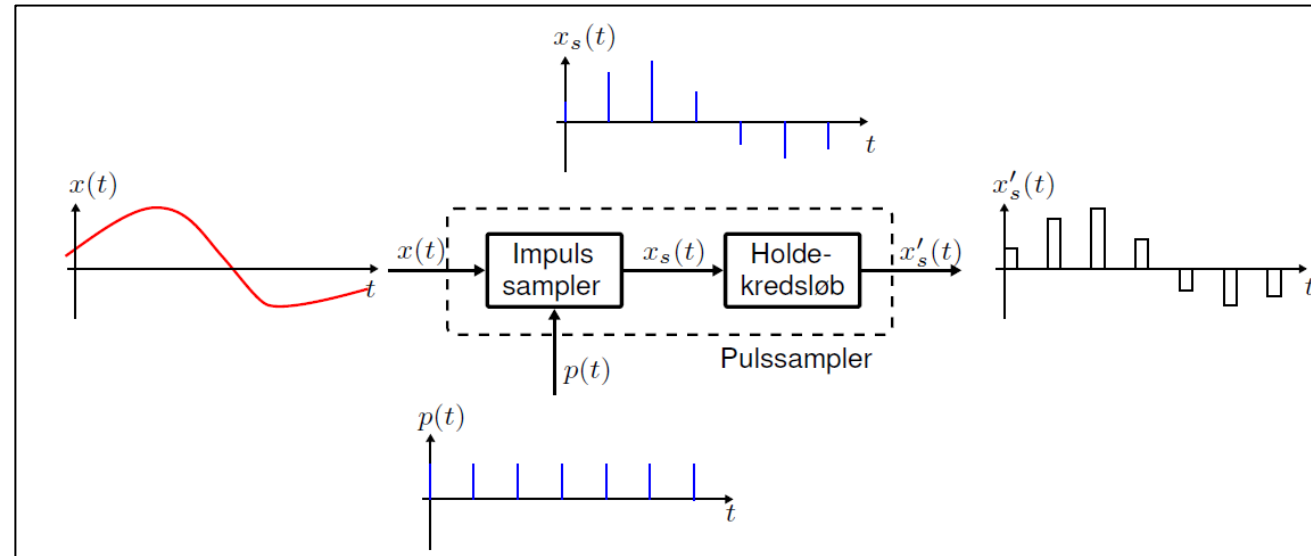 x_s(t)
t
x(t)
t
x(t)
Impuls
sampler
x_s(t)
Holde-
kredsløb
x′_s(t)
Pulssampler
p(t)
x′_s(t)
t
p(t)
t